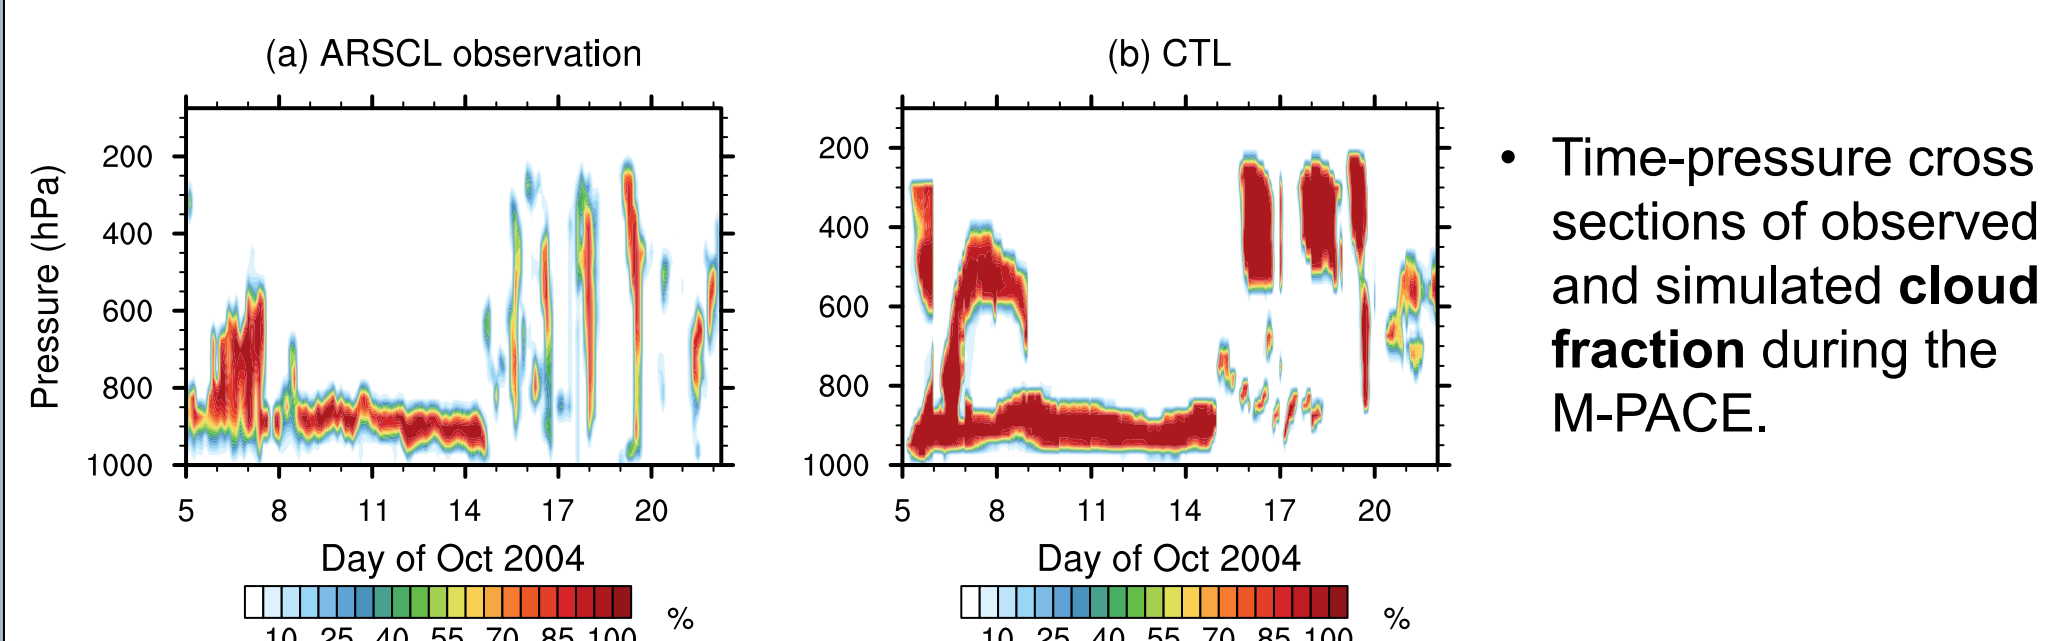 (a) ARSCL observation
Pressure (hPa)
200
400
600
800
1000
5 8 11 14 17 20
Day of Oct 2004
10 25 40 55 70 85 100 %
(b) CTL
200
400
600
800
1000
5 8 11 14 17 20
Day of Oct 2004
10 25 40 55 70 85 100 %
• Time-pressure cross
sections of observed
and simulated cloud
fraction during the
M-PACE.